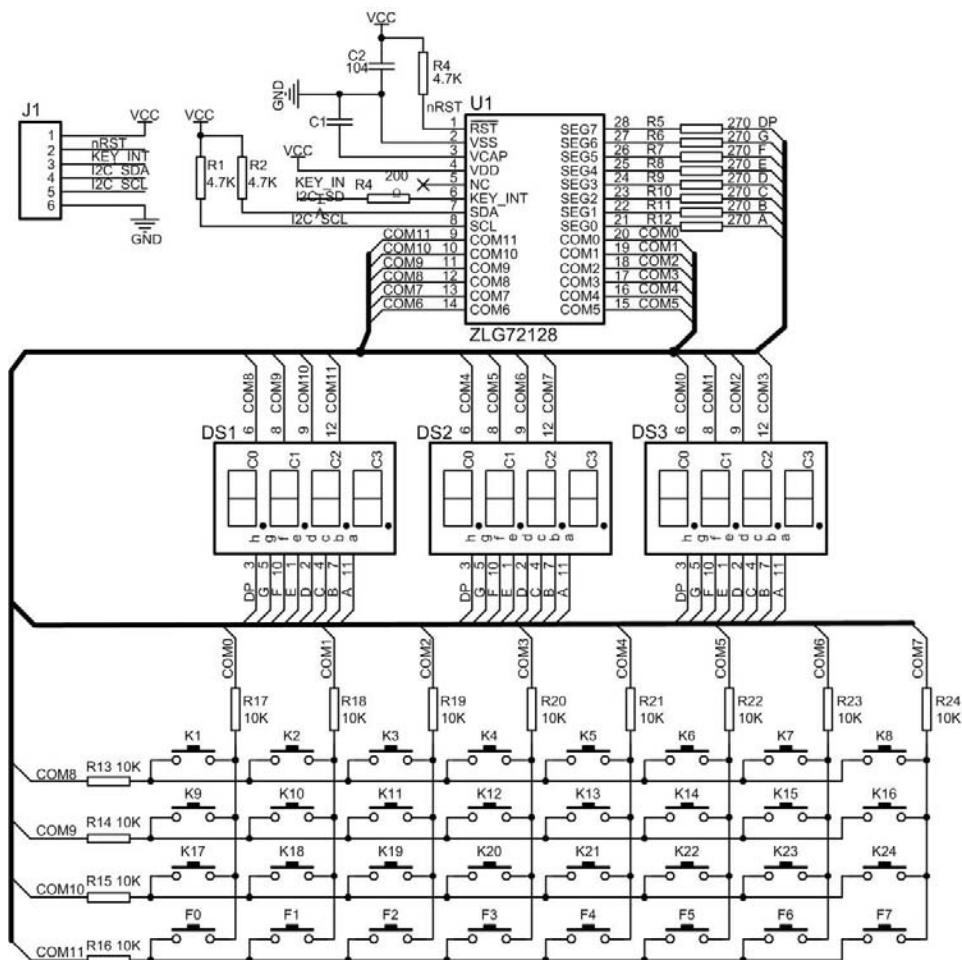 VCC
C2
104
R4
4.7K
GND
nRST
U1
C1
J1
VCC
VCC
1
2
3
4
5
6
nRST
KEY_INT
I2C_SDA
I2C_SCL
GND
R1
4.7K
R2
4.7K
VCC
KEY_IN
R4
200
Ω
I2C_SD
A
I2C_SCL
1 RST SEG7 28 R5 270 DP
2 VSS SEG6 27 R6 270 G
3 VCAP SEG5 26 R7 270 F
4 VDD SEG4 25 R8 270 E
5 NC SEG3 24 R9 270 D
6 KEY_INT SEG2 23 R10 270 C
7 SDA SEG1 22 R11 270 B
8 SCL SEG0 21 R12 270 A
COM11 9 COM11 COM0 20 COM0
COM10 10 COM10 COM1 19 COM1
COM9 11 COM9 COM2 18 COM2
COM8 12 COM8 COM3 17 COM3
COM7 13 COM7 COM4 16 COM4
COM6 14 COM6 COM5 15 COM5
ZLG72128
COM8 COM9 COM10 COM11
6 8 9 12
DS1
C0 C1 C2 C3
h g f e d c b a
3 5 10 1 2 4 7 11
DP G F E D C B A
COM4 COM5 COM6 COM7
6 8 9 12
DS2
C0 C1 C2 C3
h g f e d c b a
3 5 10 1 2 4 7 11
DP G F E D C B A
COM0 COM1 COM2 COM3
6 8 9 12
DS3
C0 C1 C2 C3
h g f e d c b a
3 5 10 1 2 4 7 11
DP G F E D C B A
COM0 COM1 COM2 COM3 COM4 COM5 COM6 COM7
R17 R18 R19 R20 R21 R22 R23 R24
10K 10K 10K 10K 10K 10K 10K 10K
K1 K2 K3 K4 K5 K6 K7 K8
COM8 R13 10K
K9 K10 K11 K12 K13 K14 K15 K16
COM9 R14 10K
K17 K18 K19 K20 K21 K22 K23 K24
COM10 R15 10K
F0 F1 F2 F3 F4 F5 F6 F7
COM11 R16 10K